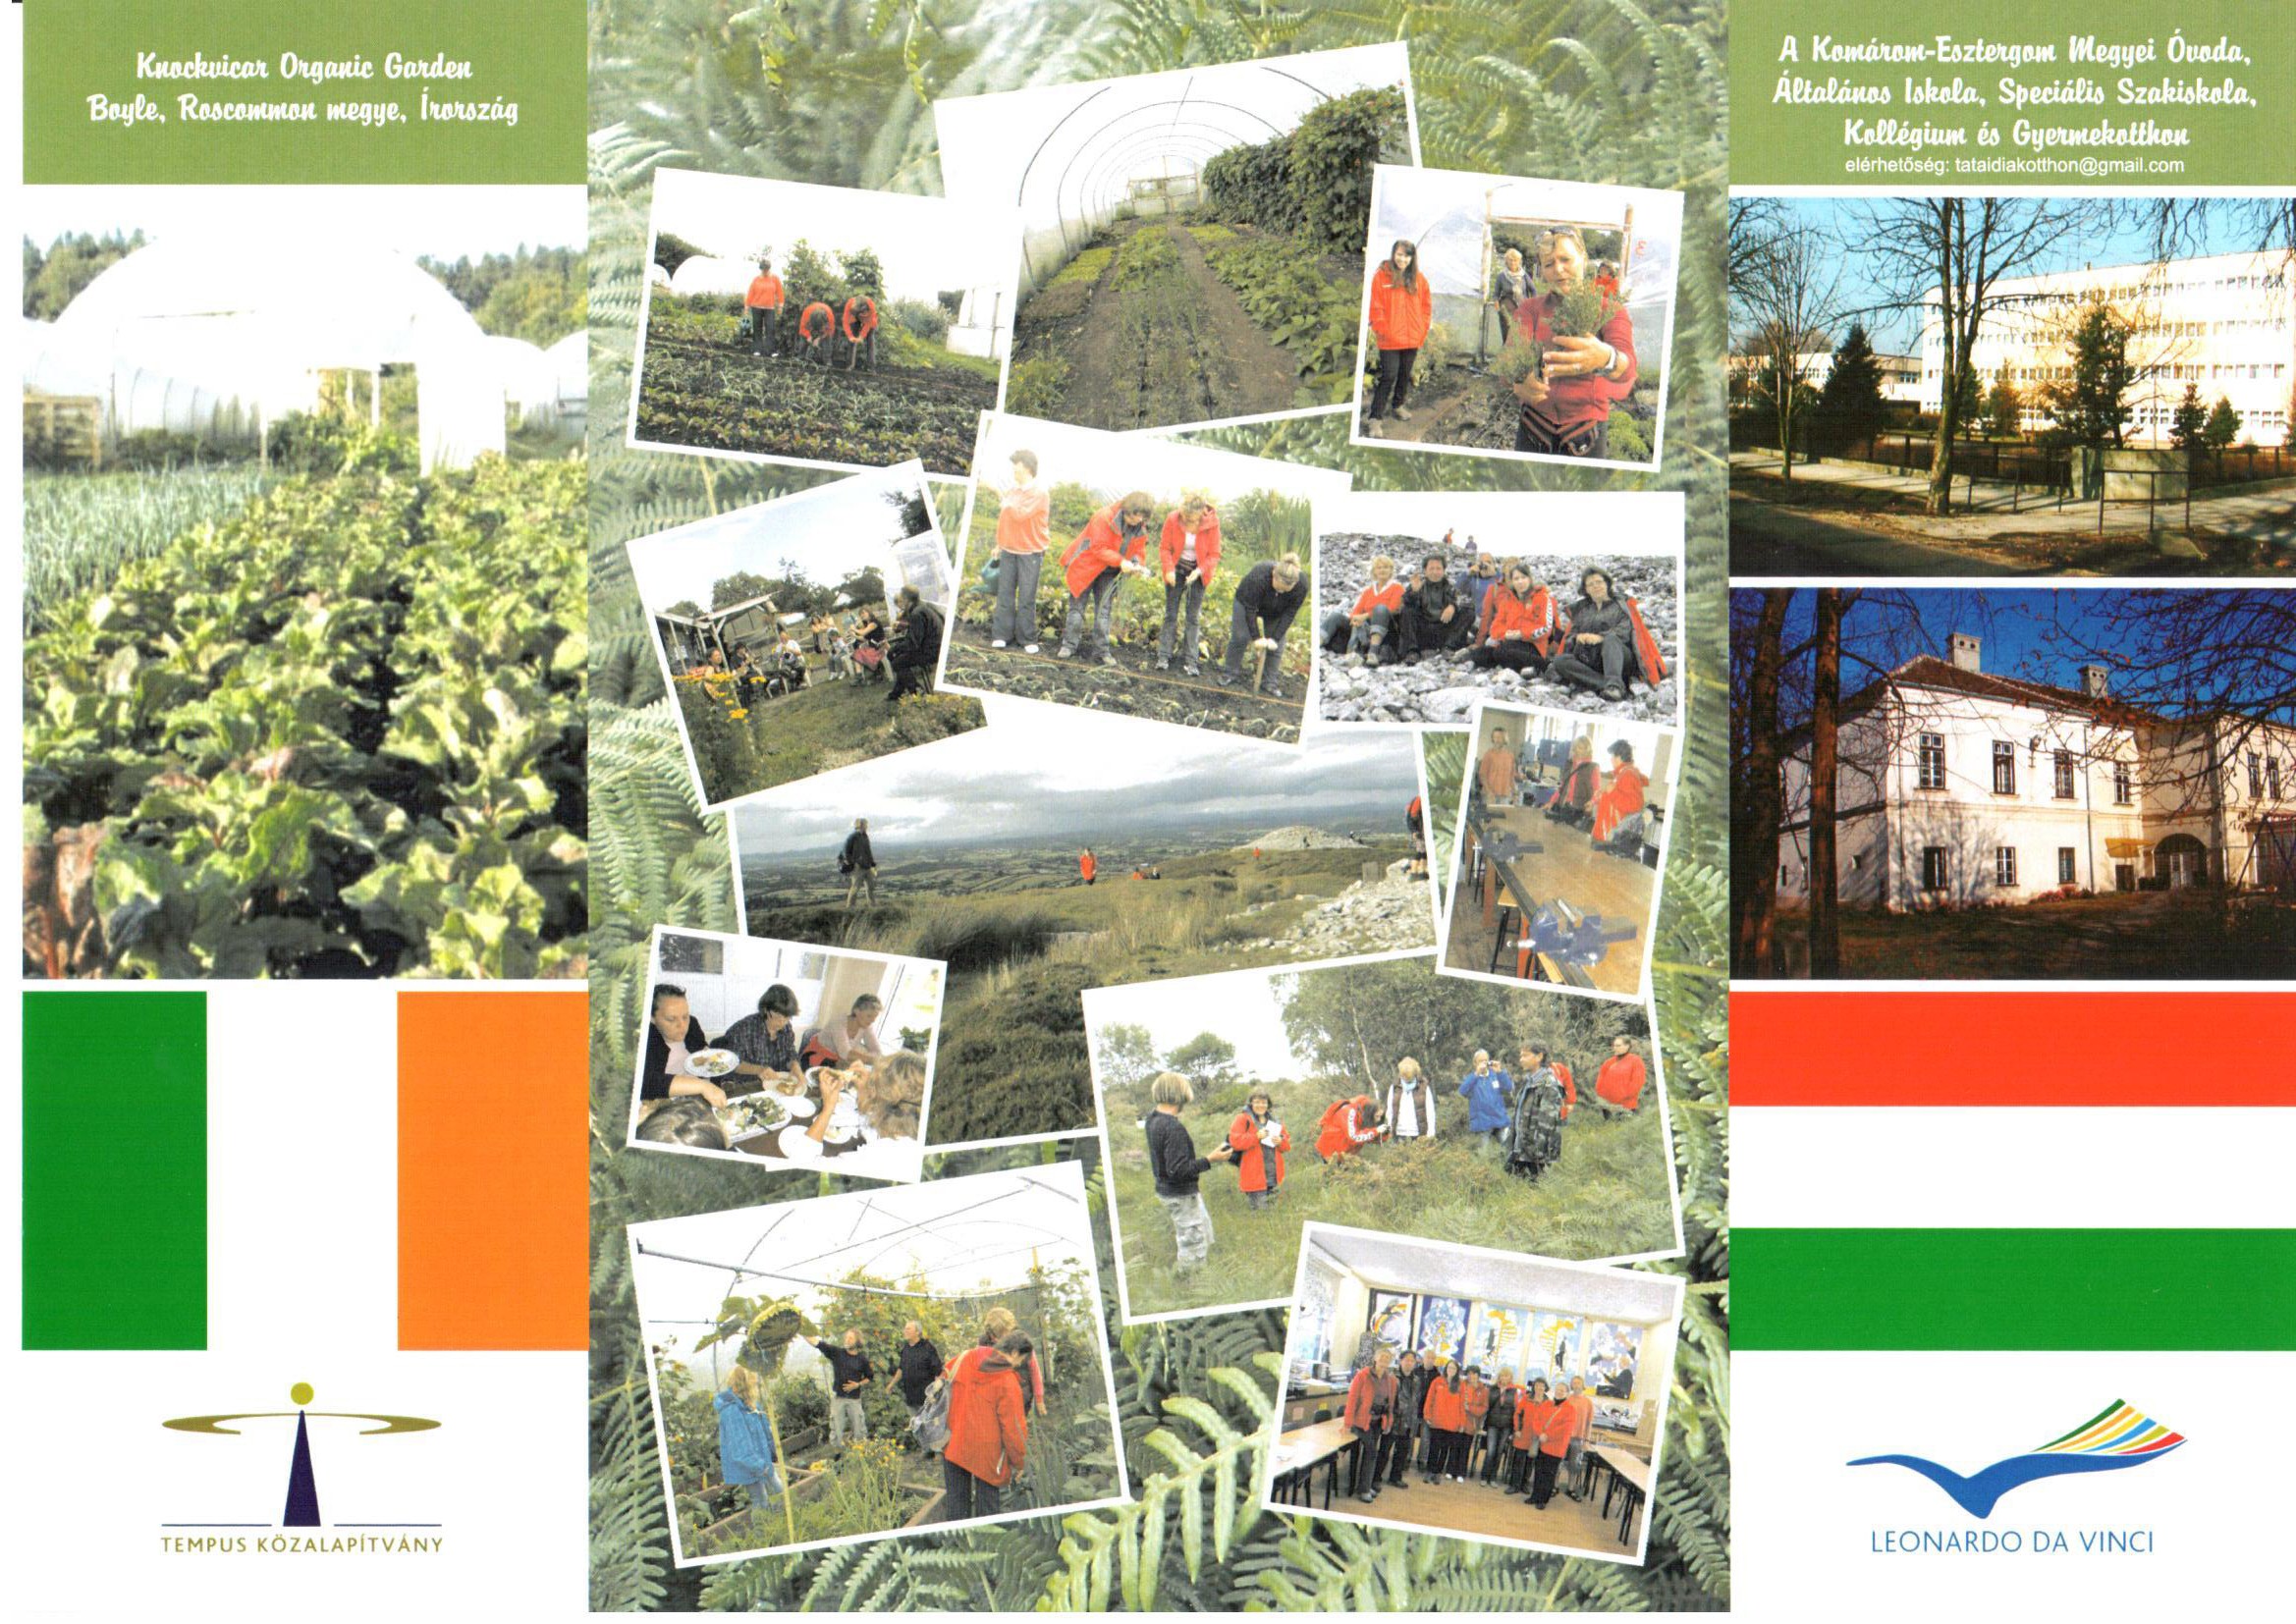 Knockvicar Organic Garden
Boyle, Roscommon megye, Írország
A Komárom-Esztergom Megyei Óvoda,
Általános Iskola, Speciális Szakiskola,
Kollégium és Gyermekotthon
elérhetőség: tataidiakotthon@gmail.com
TEMPUS KÖZALAPÍTVÁNY
LEONARDO DA VINCI